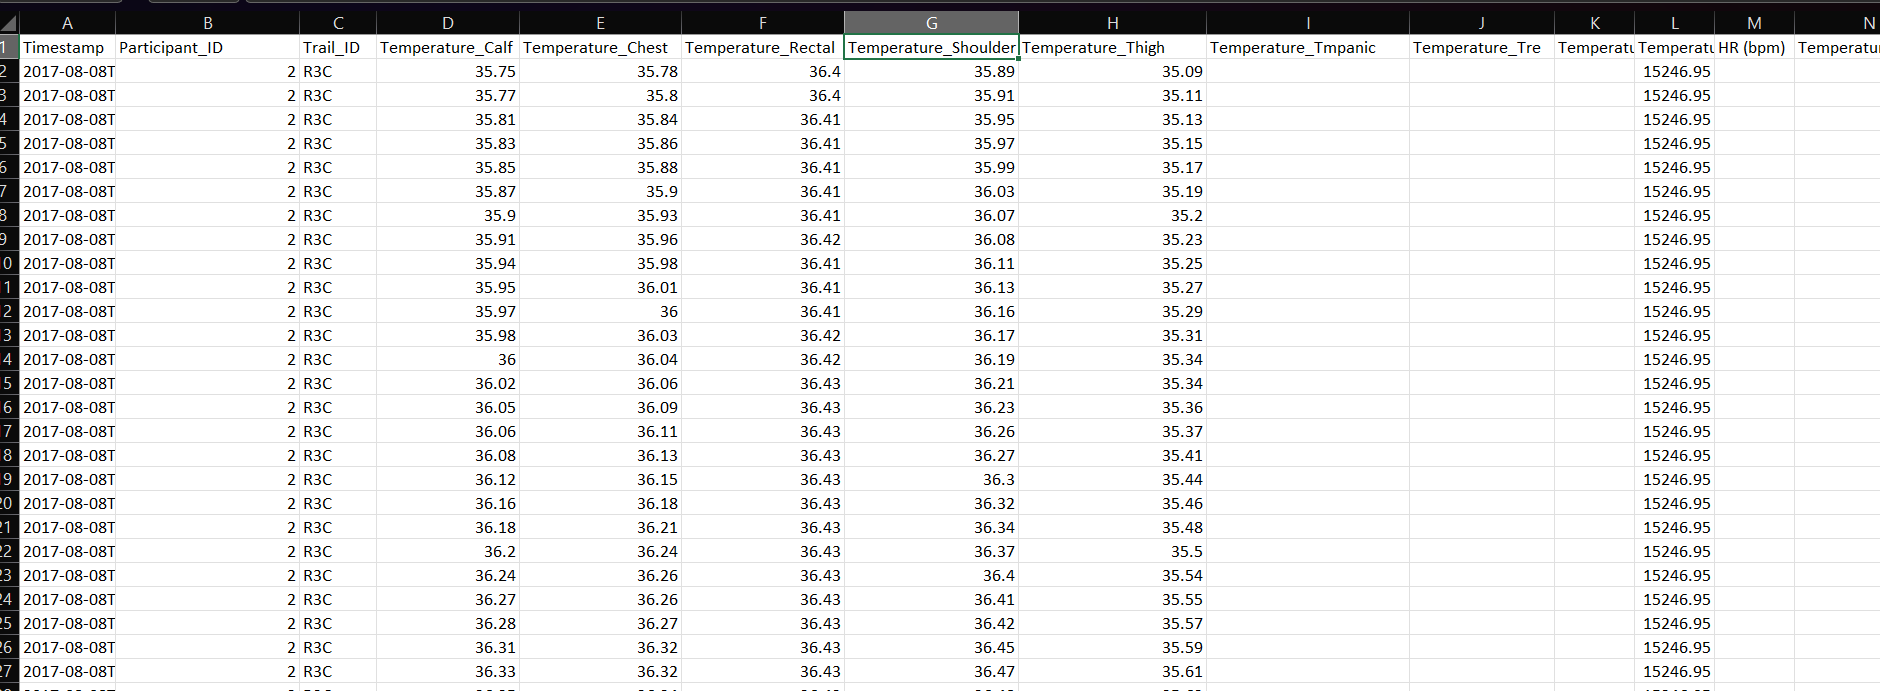 A B C D E F G H I J K L M N
1 Timestamp Participant_ID Trail_ID Temperature_Calf Temperature_Chest Temperature_Rectal Temperature_Shoulder Temperature_Thigh Temperature_Tmpanic Temperature_Tre Temperatu Temperatu HR (bpm) Temperatu
2 2017-08-08T 2 R3C 35.75 35.78 36.4 35.89 35.09 15246.95
3 2017-08-08T 2 R3C 35.77 35.8 36.4 35.91 35.11 15246.95
4 2017-08-08T 2 R3C 35.81 35.84 36.41 35.95 35.13 15246.95
5 2017-08-08T 2 R3C 35.83 35.86 36.41 35.97 35.15 15246.95
6 2017-08-08T 2 R3C 35.85 35.88 36.41 35.99 35.17 15246.95
7 2017-08-08T 2 R3C 35.87 35.9 36.41 36.03 35.19 15246.95
8 2017-08-08T 2 R3C 35.9 35.93 36.41 36.07 35.2 15246.95
9 2017-08-08T 2 R3C 35.91 35.96 36.42 36.08 35.23 15246.95
0 2017-08-08T 2 R3C 35.94 35.98 36.41 36.11 35.25 15246.95
1 2017-08-08T 2 R3C 35.95 36.01 36.41 36.13 35.27 15246.95
2 2017-08-08T 2 R3C 35.97 36 36.41 36.16 35.29 15246.95
3 2017-08-08T 2 R3C 35.98 36.03 36.42 36.17 35.31 15246.95
4 2017-08-08T 2 R3C 36 36.04 36.42 36.19 35.34 15246.95
5 2017-08-08T 2 R3C 36.02 36.06 36.43 36.21 35.34 15246.95
6 2017-08-08T 2 R3C 36.05 36.09 36.43 36.23 35.36 15246.95
7 2017-08-08T 2 R3C 36.06 36.11 36.43 36.26 35.37 15246.95
8 2017-08-08T 2 R3C 36.08 36.13 36.43 36.27 35.41 15246.95
9 2017-08-08T 2 R3C 36.12 36.15 36.43 36.3 35.44 15246.95
20 2017-08-08T 2 R3C 36.16 36.18 36.43 36.32 35.46 15246.95
21 2017-08-08T 2 R3C 36.18 36.21 36.43 36.34 35.48 15246.95
22 2017-08-08T 2 R3C 36.2 36.24 36.43 36.37 35.5 15246.95
23 2017-08-08T 2 R3C 36.24 36.26 36.43 36.4 35.54 15246.95
24 2017-08-08T 2 R3C 36.27 36.26 36.43 36.41 35.55 15246.95
25 2017-08-08T 2 R3C 36.28 36.27 36.43 36.42 35.57 15246.95
26 2017-08-08T 2 R3C 36.31 36.32 36.43 36.45 35.59 15246.95
27 2017-08-08T 2 R3C 36.33 36.32 36.43 36.47 35.61 15246.95